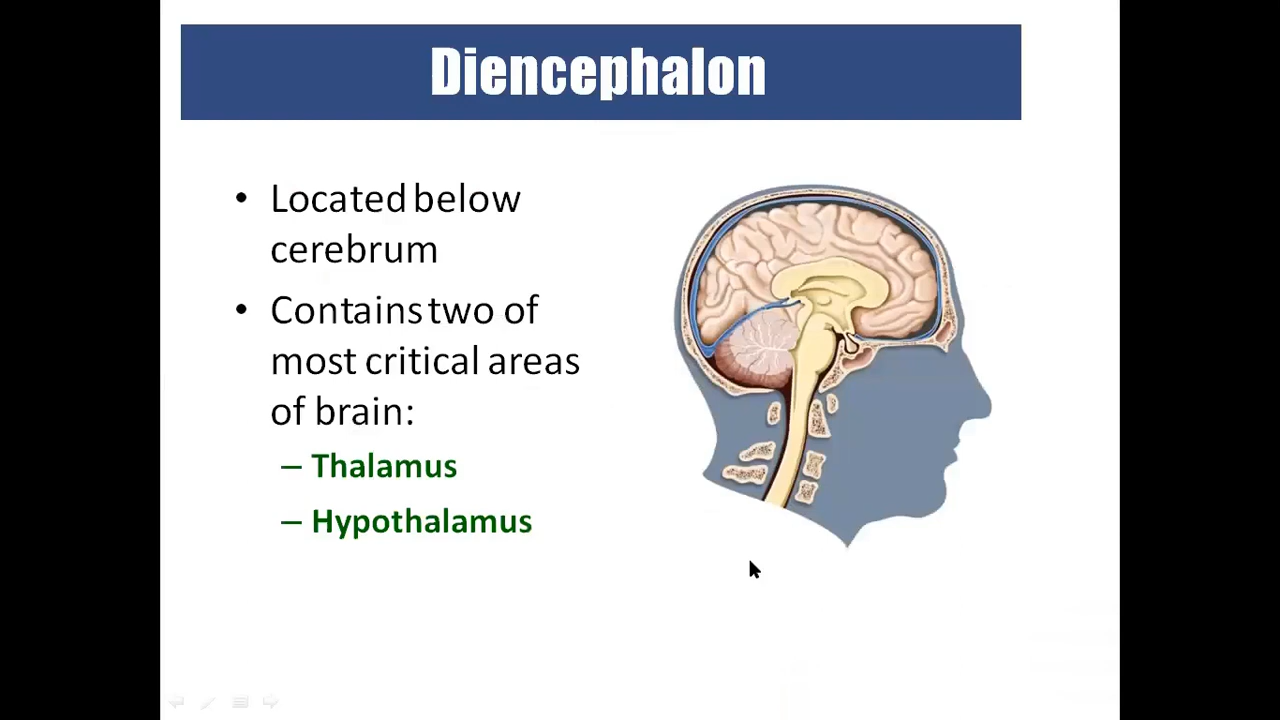 Diencephalon
• Located below
cerebrum
• Contains two of
most critical areas
of brain:
– Thalamus
– Hypothalamus